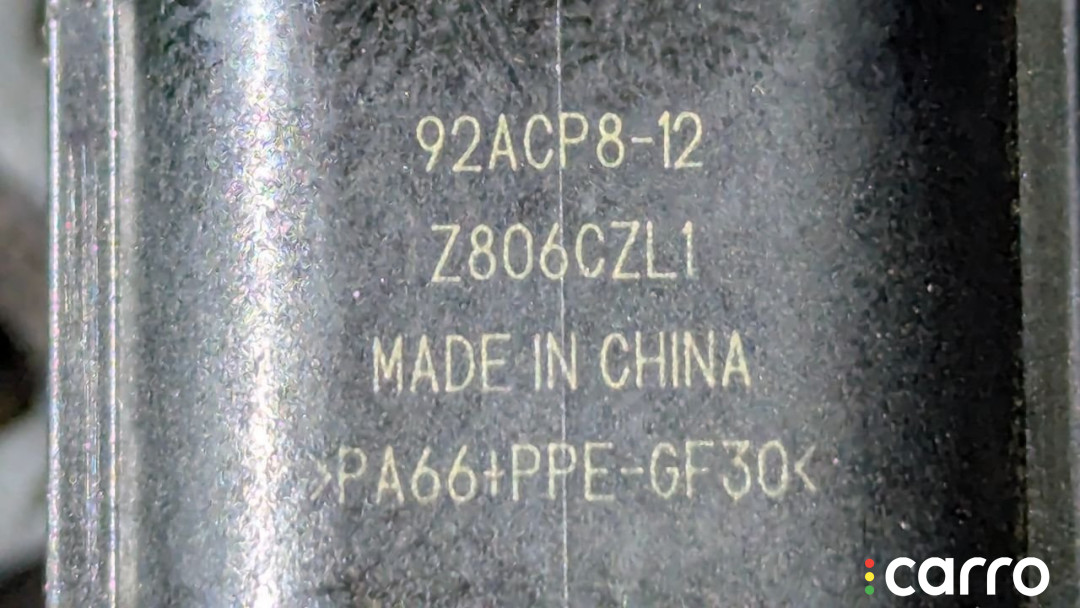 92ACP8-12
Z806CZL1
MADE IN CHINA
>PA66+PPE-GF30<
carro